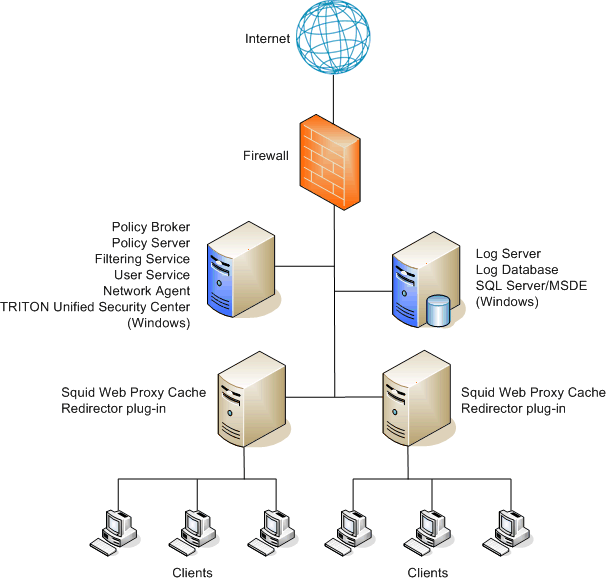 Internet
Firewall
Policy Broker
Policy Server
Filtering Service
User Service
Network Agent
TRITON Unified Security Center
(Windows)
Log Server
Log Database
SQL Server/MSDE
(Windows)
Squid Web Proxy Cache
Redirector plug-in
Squid Web Proxy Cache
Redirector plug-in
Clients
Clients